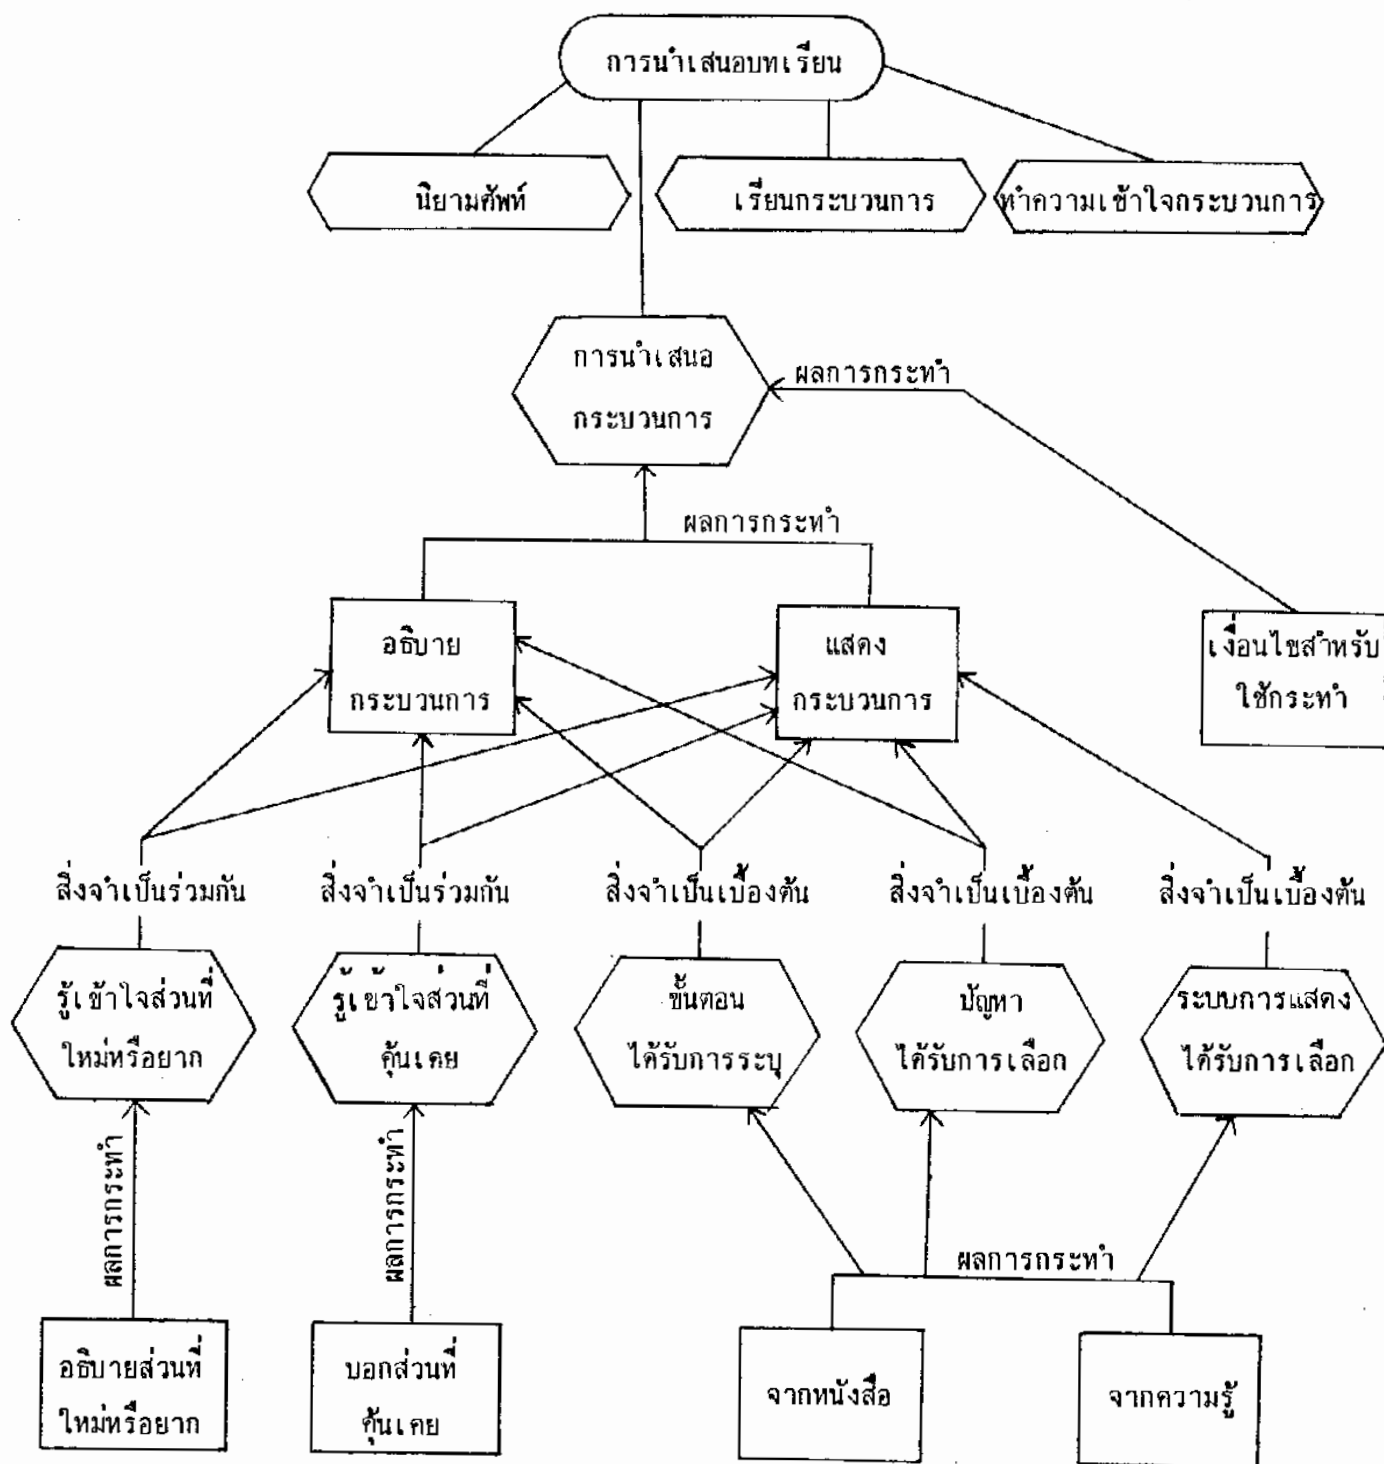 การนำเสนอบทเรียน
นิยามศัพท์
เรียนกระบวนการ
ทำความเข้าใจกระบวนการ
การนำเสนอ
กระบวนการ
ผลการกระทำ
ผลการกระทำ
อธิบาย
กระบวนการ
แสดง
กระบวนการ
เงื่อนไขสำหรับ
ใช้กระทำ
สิ่งจำเป็นร่วมกัน
สิ่งจำเป็นร่วมกัน
สิ่งจำเป็นเบื้องต้น
สิ่งจำเป็นเบื้องต้น
สิ่งจำเป็นเบื้องต้น
รู้เข้าใจส่วนที่
ใหม่หรือยาก
รู้เข้าใจส่วนที่
คุ้นเคย
ขั้นตอน
ได้รับการระบุ
ปัญหา
ได้รับการเลือก
ระบบการแสดง
ได้รับการเลือก
ผลการกระทำ
ผลการกระทำ
ผลการกระทำ
อธิบายส่วนที่
ใหม่หรือยาก
บอกส่วนที่
คุ้นเคย
จากหนังสือ
จากความรู้